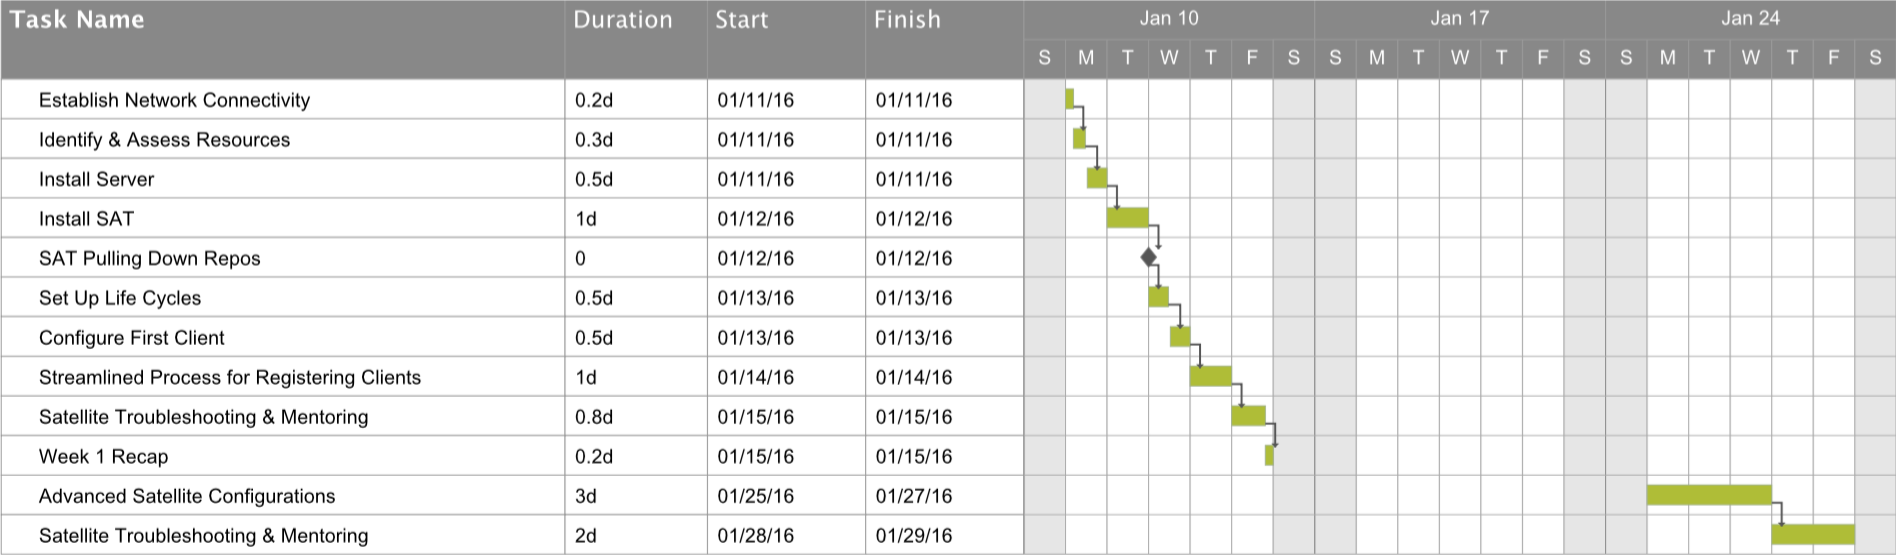 Task Name Duration Start Finish Jan 10 Jan 17 Jan 24
S M T W T F S S M T W T F S S M T W T F S
Establish Network Connectivity 0.2d 01/11/16 01/11/16
Identify & Assess Resources 0.3d 01/11/16 01/11/16
Install Server 0.5d 01/11/16 01/11/16
Install SAT 1d 01/12/16 01/12/16
SAT Pulling Down Repos 0 01/12/16 01/12/16
Set Up Life Cycles 0.5d 01/13/16 01/13/16
Configure First Client 0.5d 01/13/16 01/13/16
Streamlined Process for Registering Clients 1d 01/14/16 01/14/16
Satellite Troubleshooting & Mentoring 0.8d 01/15/16 01/15/16
Week 1 Recap 0.2d 01/15/16 01/15/16
Advanced Satellite Configurations 3d 01/25/16 01/27/16
Satellite Troubleshooting & Mentoring 2d 01/28/16 01/29/16